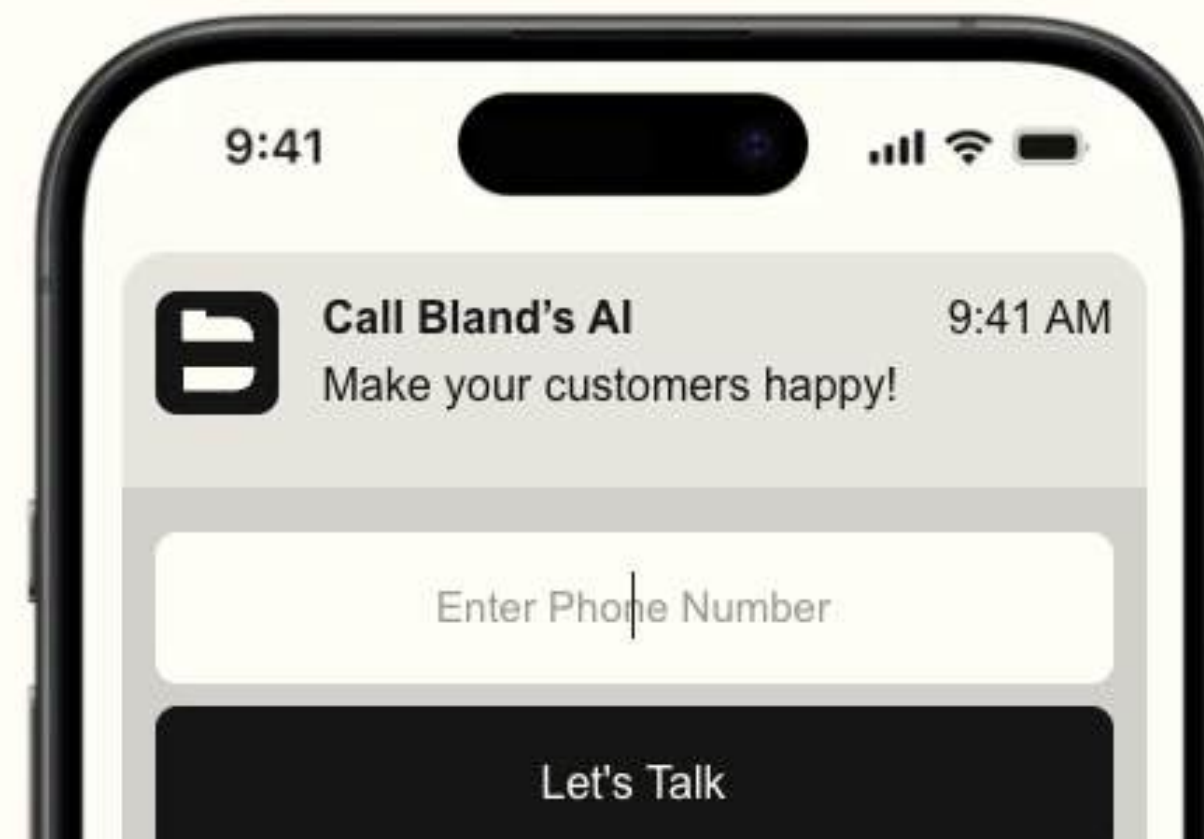 9:41
Call Bland’s AI 9:41 AM
Make your customers happy!
Enter Phone Number
Let's Talk